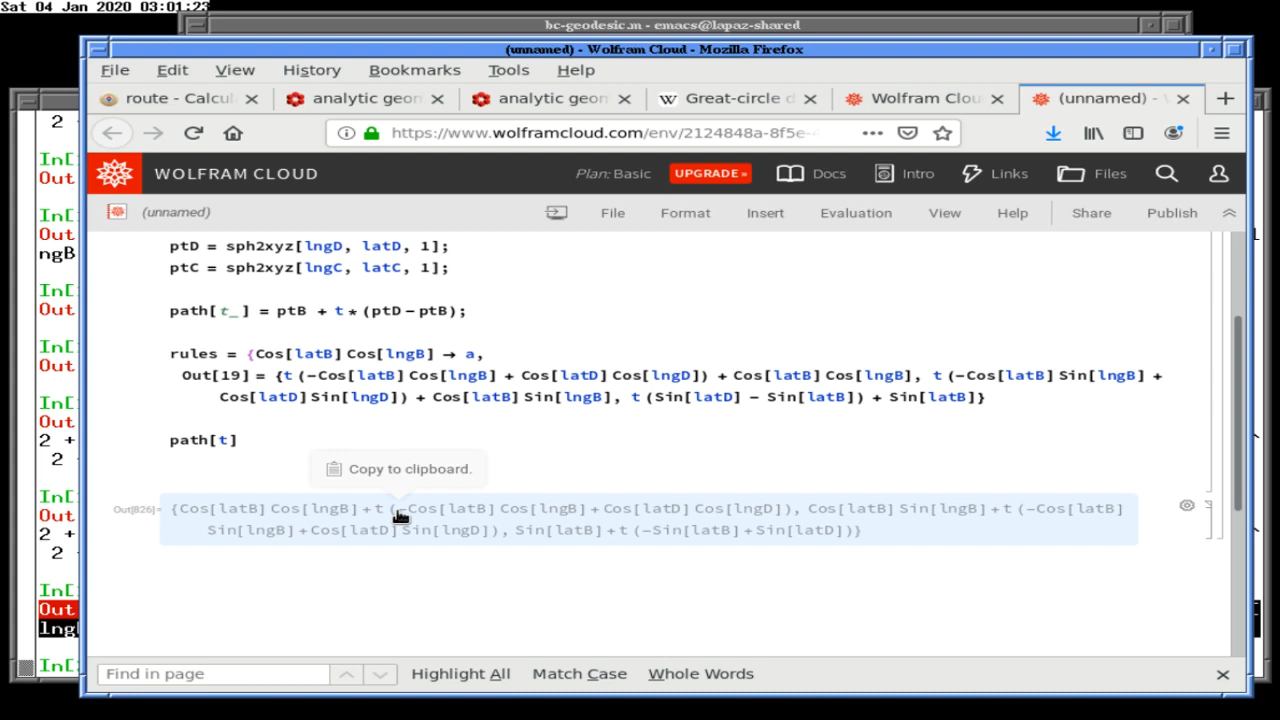 Sat 04 Jan 2020 03:01:23
bc-geodesic.m - emacs@lapaz-shared
(unnamed) - Wolfram Cloud - Mozilla Firefox
File Edit View History Bookmarks Tools Help
route - Calcul analytic geon analytic geon Great-circle d Wolfram Clou (unnamed) -
https://www.wolframcloud.com/env/2124848a-8f5e-
WOLFRAM CLOUD Plan: Basic UPGRADE » Docs Intro Links Files
(unnamed) File Format Insert Evaluation View Help Share Publish
ptD = sph2xyz[lngD, latD, 1];
ptC = sph2xyz[lngC, latC, 1];
path[t_] = ptB + t*(ptD-ptB);
rules = {Cos[latB] Cos[lngB] → a,
Out[19] = {t (-Cos[latB] Cos[lngB] + Cos[latD] Cos[lngD]) + Cos[latB] Cos[lngB], t (-Cos[latB] Sin[lngB] +
Cos[latD] Sin[lngD]) + Cos[latB] Sin[lngB], t (Sin[latD] - Sin[latB]) + Sin[latB]}
path[t]
Copy to clipboard.
Out[826]= {Cos[latB] Cos[lngB] + t (-Cos[latB] Cos[lngB] + Cos[latD] Cos[lngD]), Cos[latB] Sin[lngB] + t (-Cos[latB]
Sin[lngB] + Cos[latD] Sin[lngD]), Sin[latB] + t (-Sin[latB] + Sin[latD])}
Find in page Highlight All Match Case Whole Words
2 -
In[
Out
In[
Out
ngB
In[
Out
In[
Out
In[
Out
2 +
2
In[
Out
2 +
2
In[
Out
lng
In[